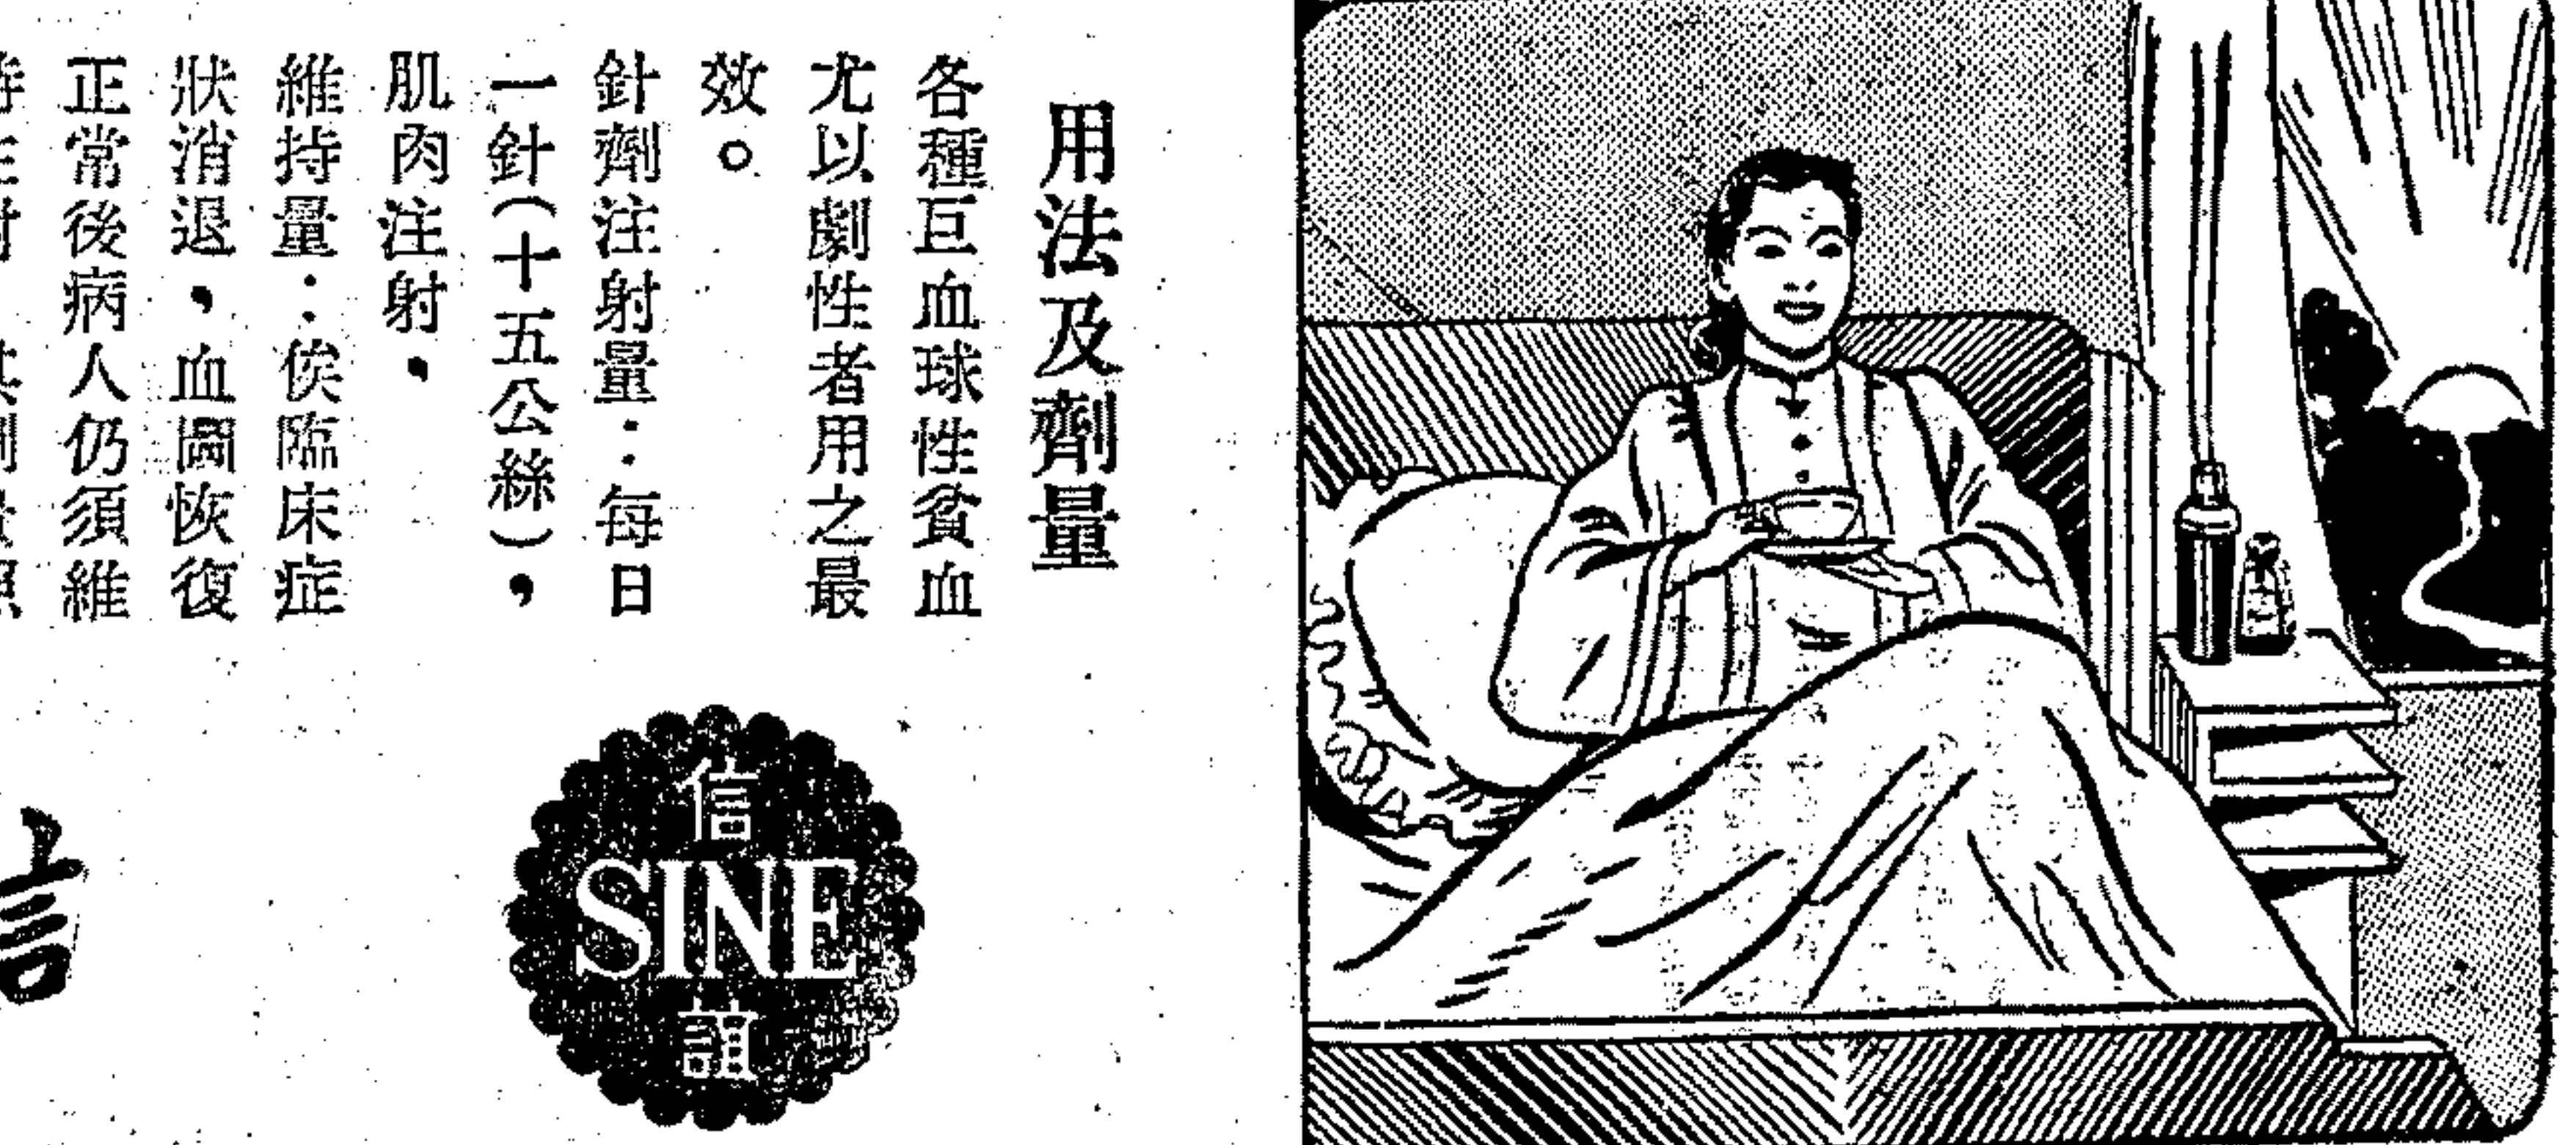 用法及劑量
各種巨血球性貧血
尤以劇性者用之最
效。
針劑注射量：每日
一針(十五公絲)，
肌肉注射．
維持量：俟臨床症
狀消退，血圖恢復
正常後病人仍須維
信
SINE
誼